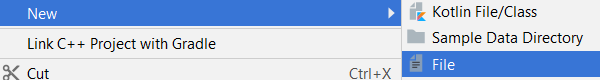 New
Kotlin File/Class
Link C++ Project with Gradle
Sample Data Directory
Cut Ctrl+X
File